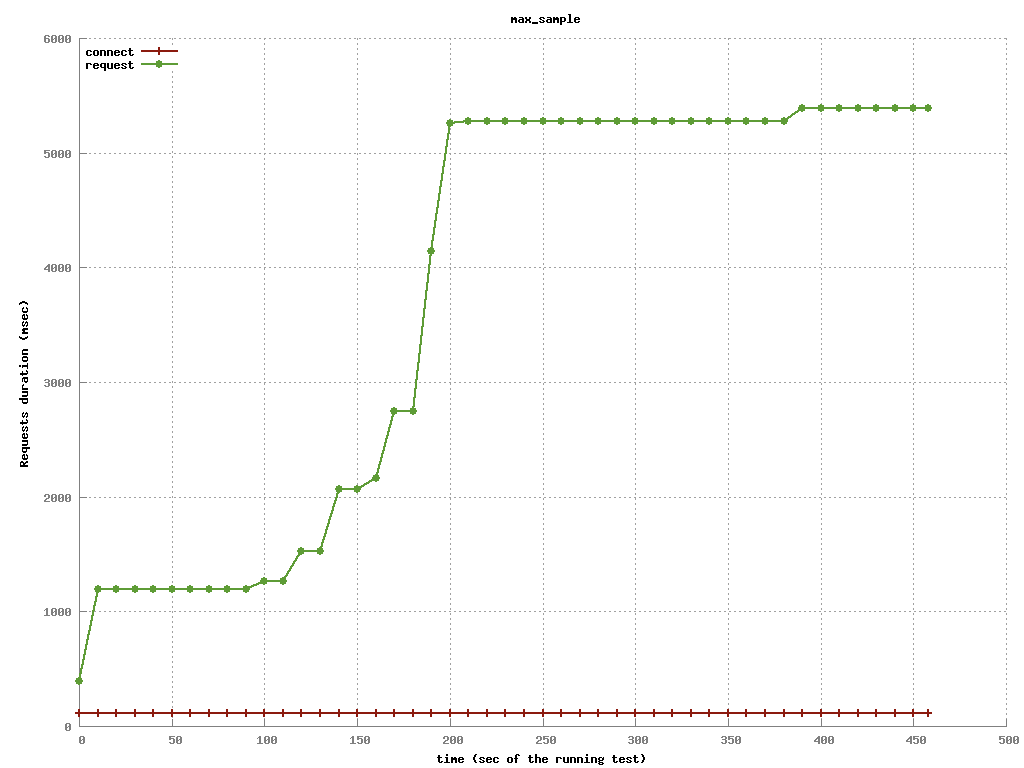 max_sample
connect
request
6000
5000
4000
3000
2000
1000
0
Requests duration (msec)
0 50 100 150 200 250 300 350 400 450 500
time (sec of the running test)